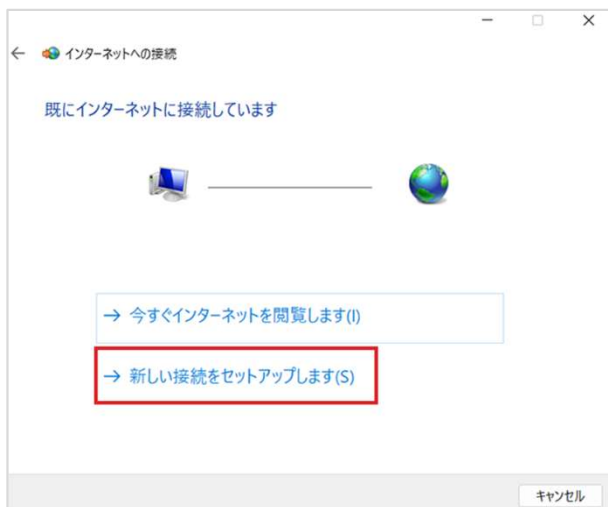 インターネットへの接続
既にインターネットに接続しています
→ 今すぐインターネットを閲覧します(I)
→ 新しい接続をセットアップします(S)
キャンセル